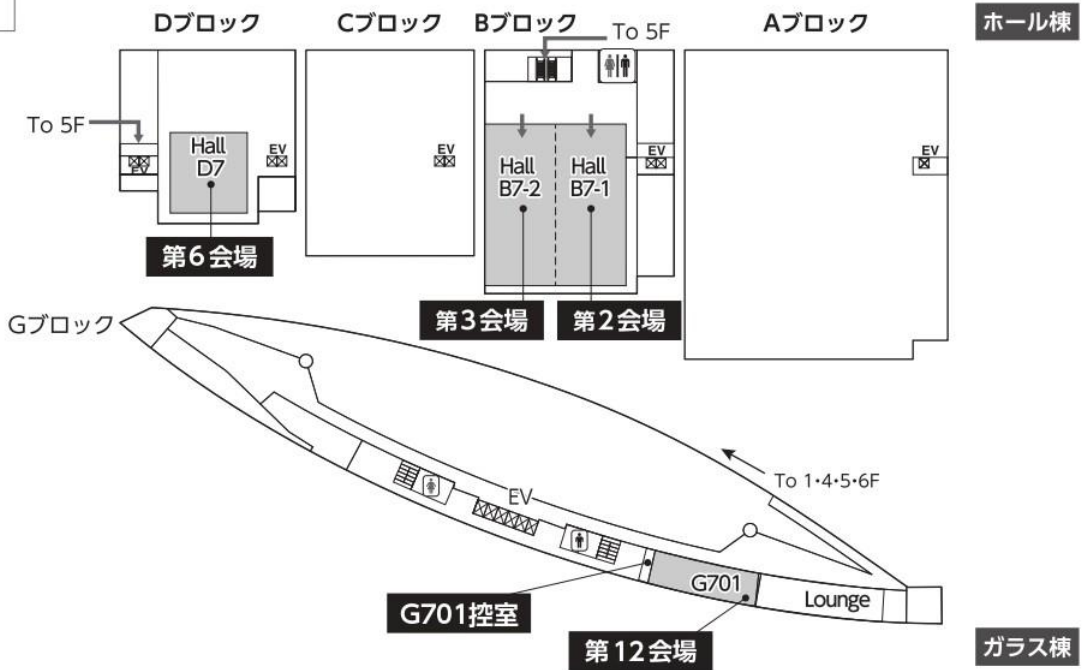 Dブロック
Cブロック
Bブロック
Aブロック
ホール棟
To 5F
To 5F
EV
Hall
D7
EV
EV
Hall
B7-2
Hall
B7-1
EV
EV
第6会場
第3会場
第2会場
Gブロック
To 1・4・5・6F
EV
G701
Lounge
G701控室
第12会場
ガラス棟